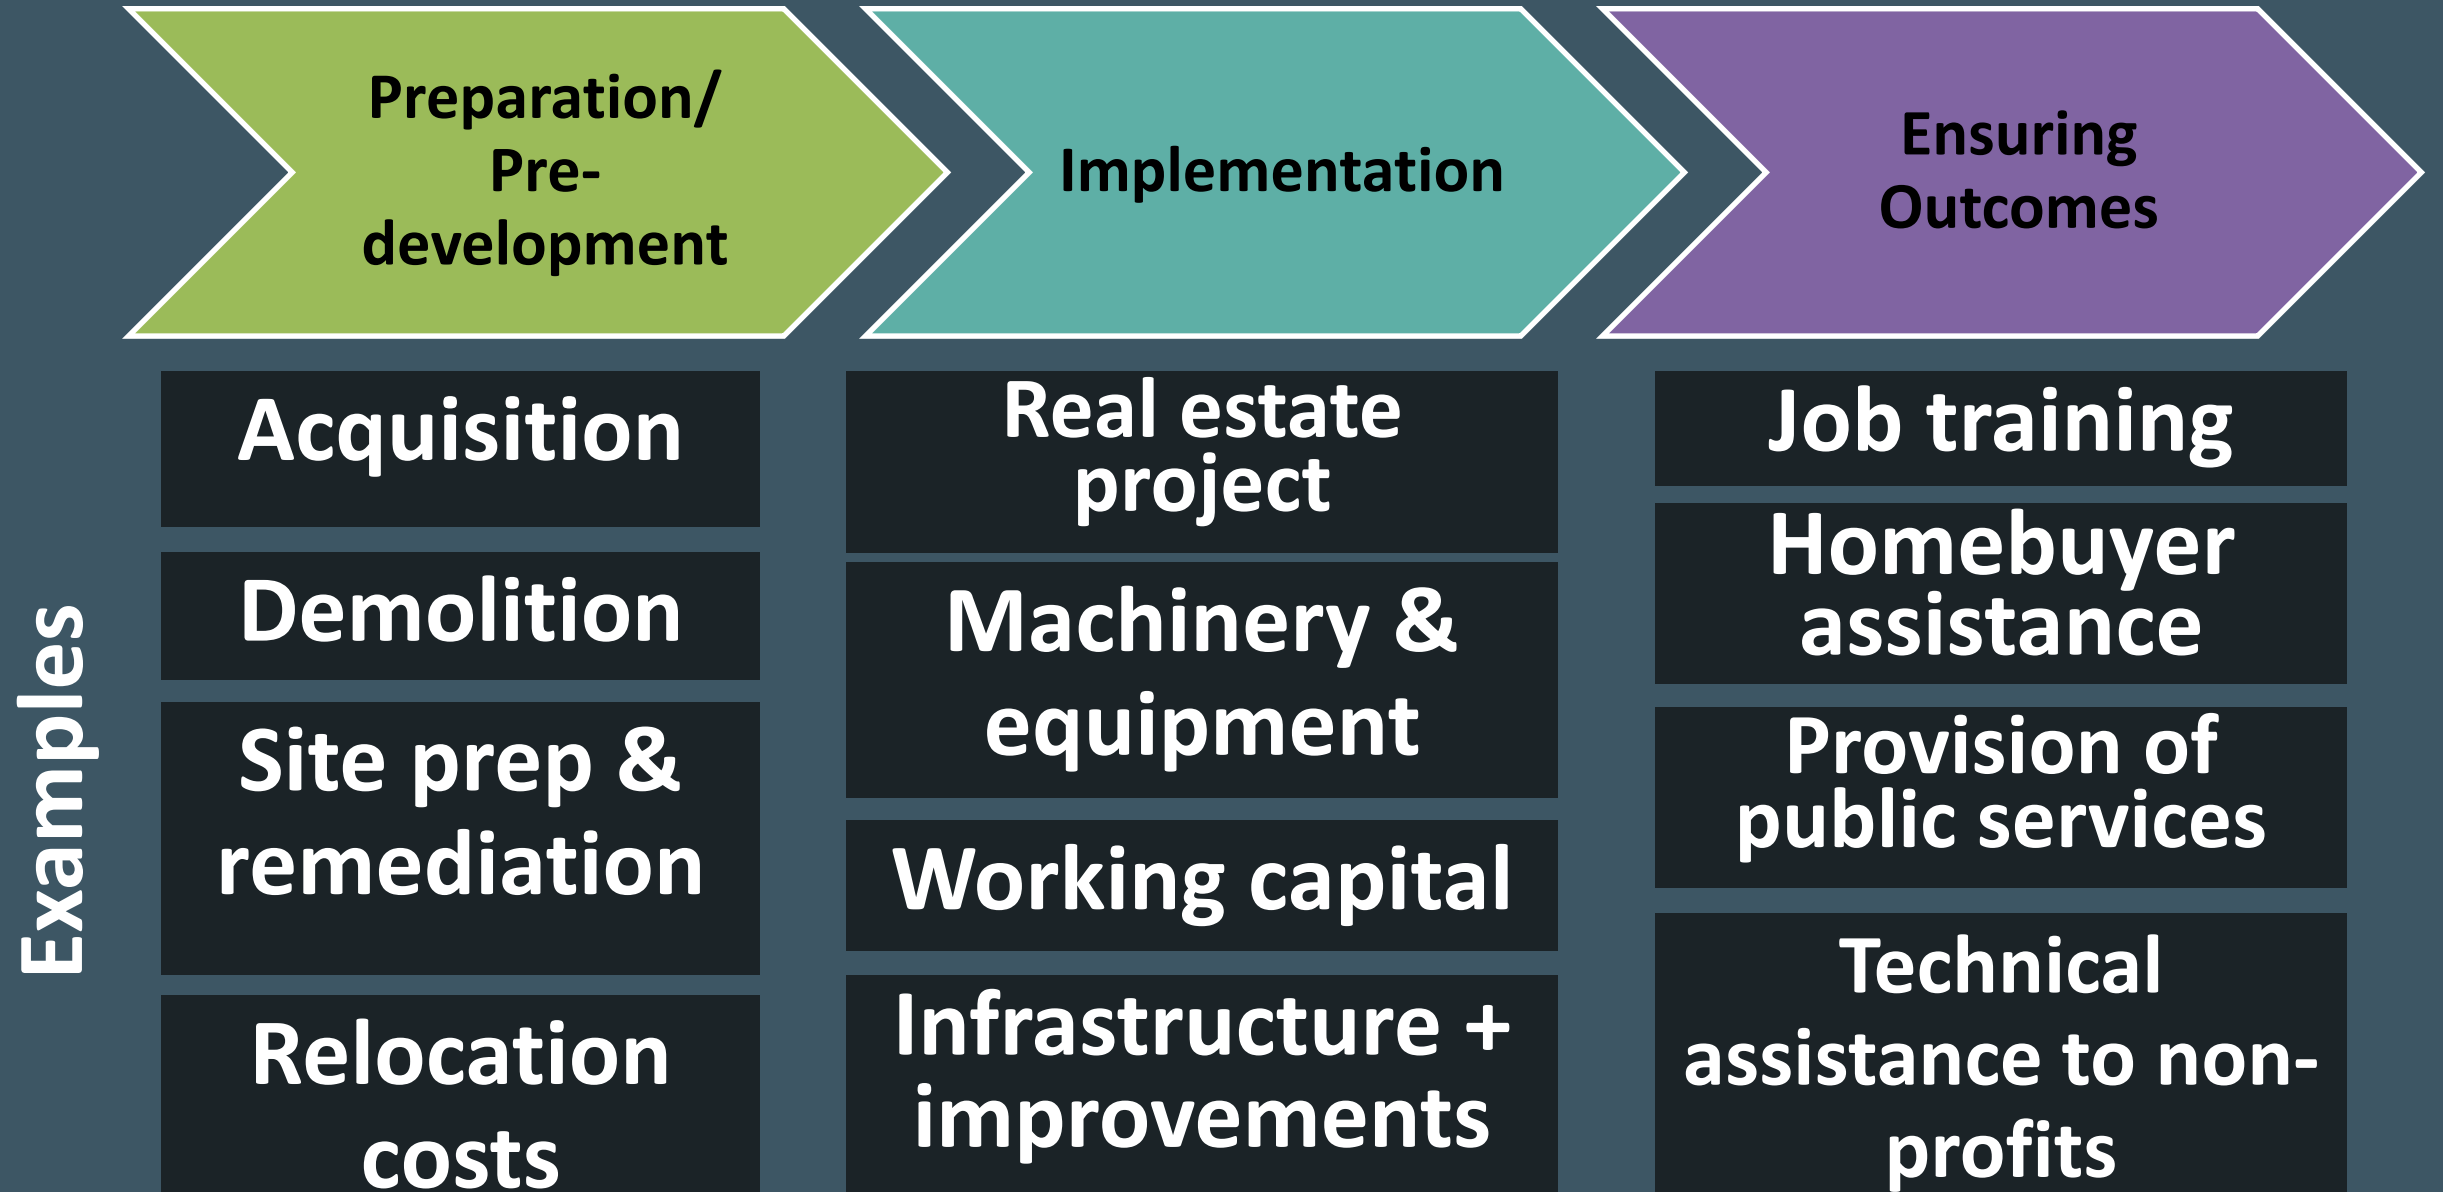 Preparation/
Pre-
development
Implementation
Ensuring
Outcomes
Examples
Acquisition
Demolition
Site prep &
remediation
Relocation
costs
Real estate
project
Machinery &
equipment
Working capital
Infrastructure +
improvements
Job training
Homebuyer
assistance
Provision of
public services
Technical
assistance to non-
profits